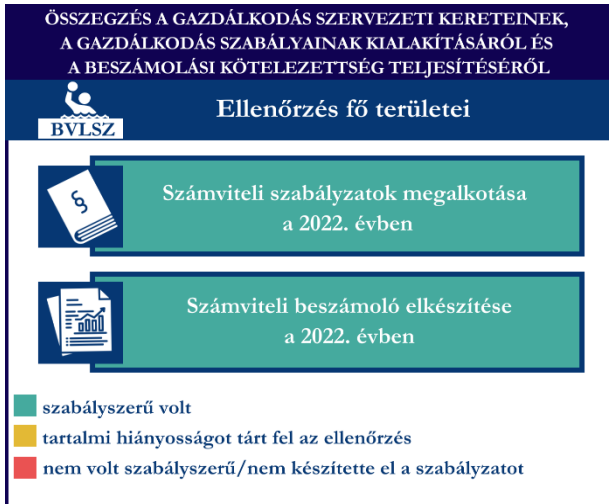 ÖSSZEGZÉS A GAZDÁLKODÁS SZERVEZETI KERETEINEK,
A GAZDÁLKODÁS SZABÁLYAINAK KIALAKÍTÁSÁRÓL ÉS
A BESZÁMOLÁSI KÖTELEZETTSÉG TELJESÍTÉSÉRŐL
BVLSZ
Ellenőrzés fő területei
§
Számviteli szabályzatok megalkotása
a 2022. évben
Számviteli beszámoló elkészítése
a 2022. évben
szabályszerű volt
tartalmi hiányosságot tárt fel az ellenőrzés
nem volt szabályszerű/nem készítette el a szabályzatot